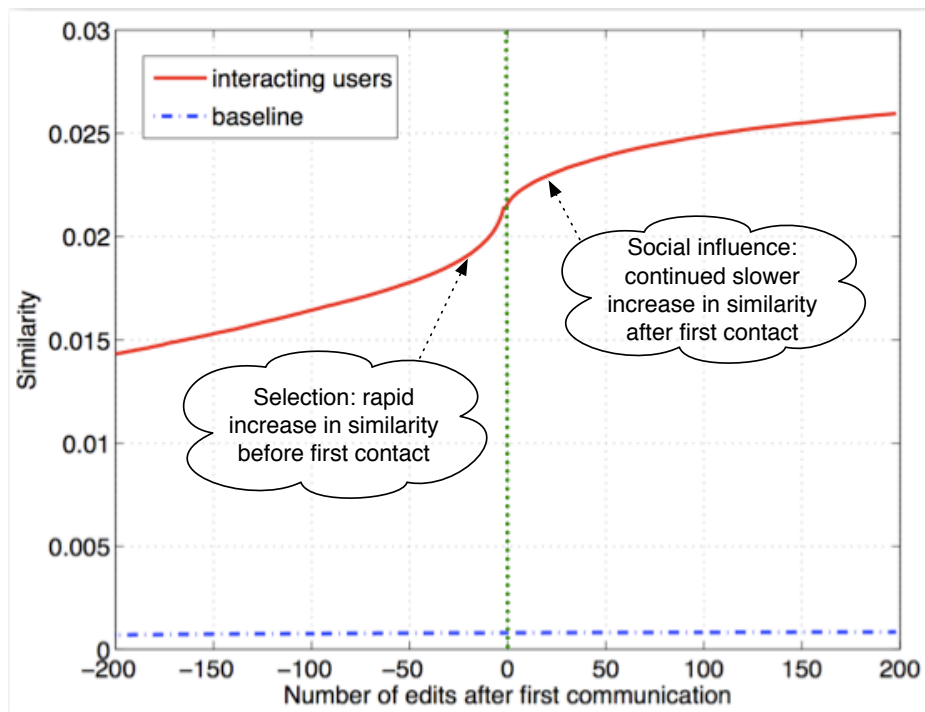 0.03
0.025
0.02
0.015
0.01
0.005
0
Similarity
interacting users
baseline
Social influence:
continued slower
increase in similarity
after first contact
Selection: rapid
increase in similarity
before first contact
−200 −150 −100 −50 0 50 100 150 200
Number of edits after first communication